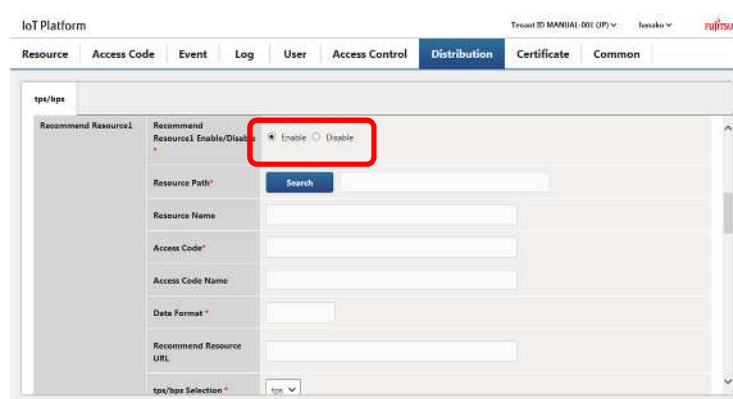 IoT Platform
Tenant ID MANUAL-001 (JP) hanako FUJITSU
Resource Access Code Event Log User Access Control Distribution Certificate Common
tps/bps
Recommend Resource1
Recommend
Resource1 Enable/Disable
*
Enable Disable
Resource Path*
Search
Resource Name
Access Code*
Access Code Name
Data Format *
Recommend Resource
URL
tps/bps Selection *
tps